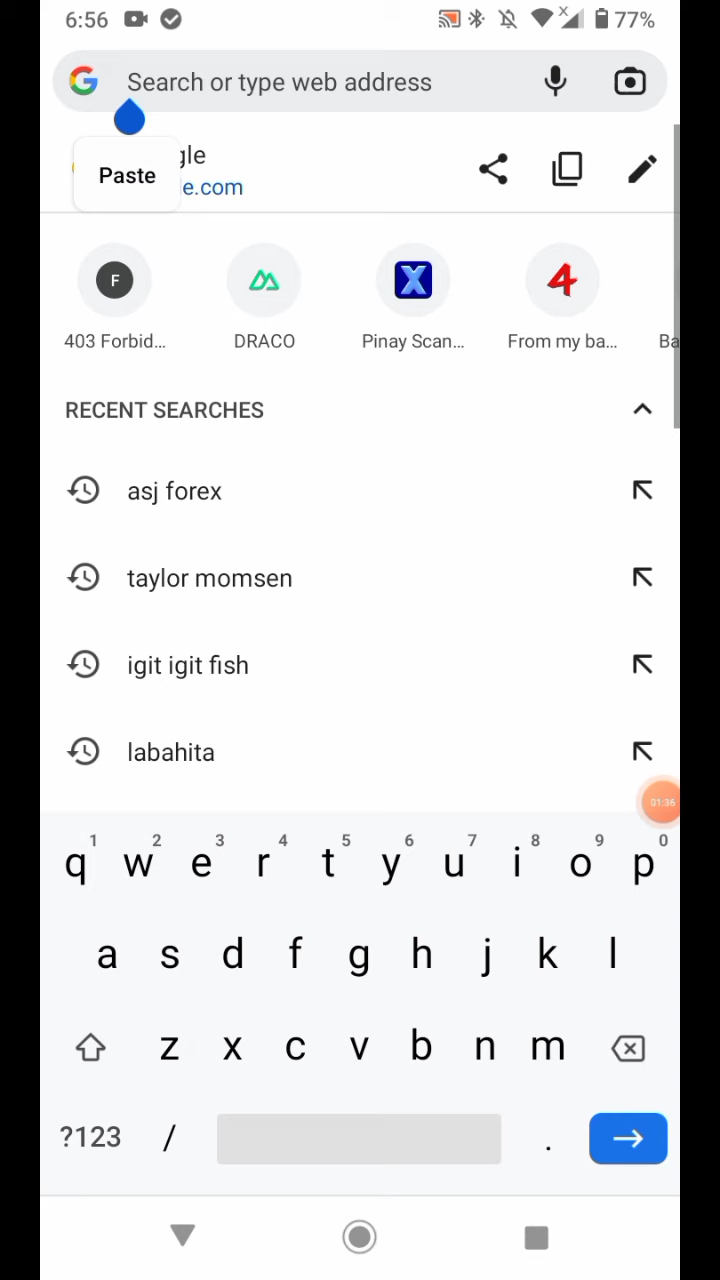 6:56 77%
Search or type web address
gle
Paste
e.com
F
X
4
403 Forbid...
DRACO
Pinay Scan...
From my ba...
Ba
RECENT SEARCHES
asj forex
taylor momsen
igit igit fish
labahita
01:36
1 2 3 4 5 6 7 8 9 0
q w e r t y u i o p
a s d f g h j k l
z x c v b n m
?123 / .